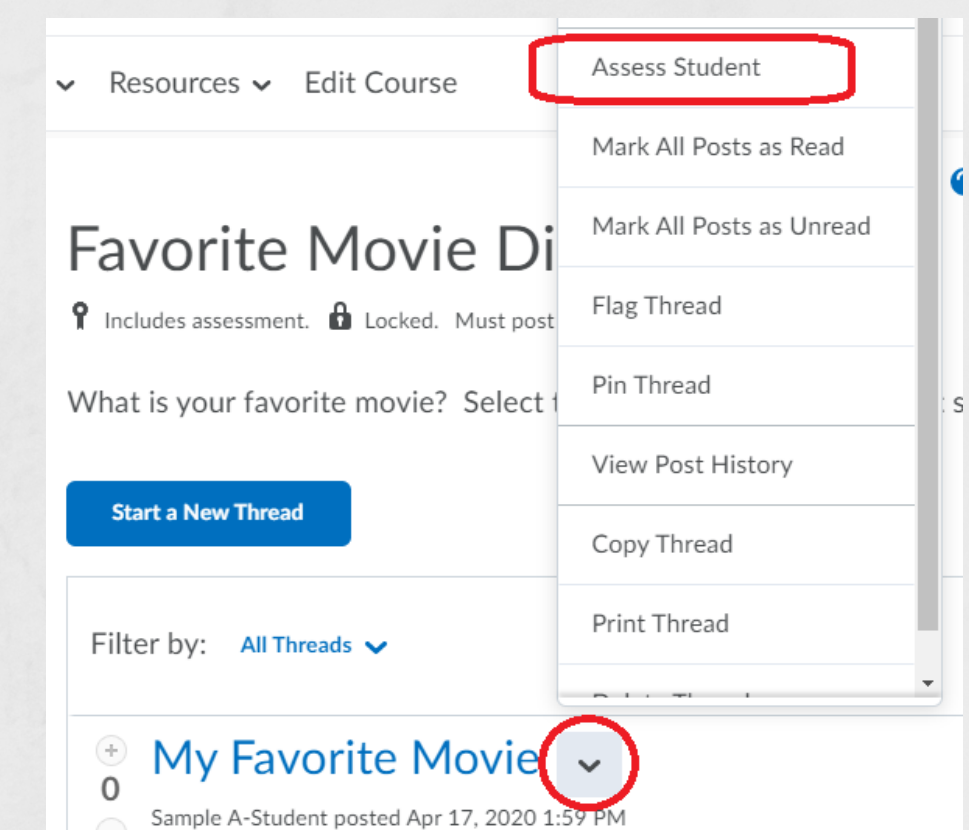 Resources Edit Course
Assess Student
Mark All Posts as Read
Mark All Posts as Unread
Flag Thread
Pin Thread
View Post History
Copy Thread
Print Thread
Favorite Movie Di
Includes assessment. Locked. Must post
What is your favorite movie? Select
Start a New Thread
Filter by: All Threads
My Favorite Movie
0
Sample A-Student posted Apr 17, 2020 1:59 PM